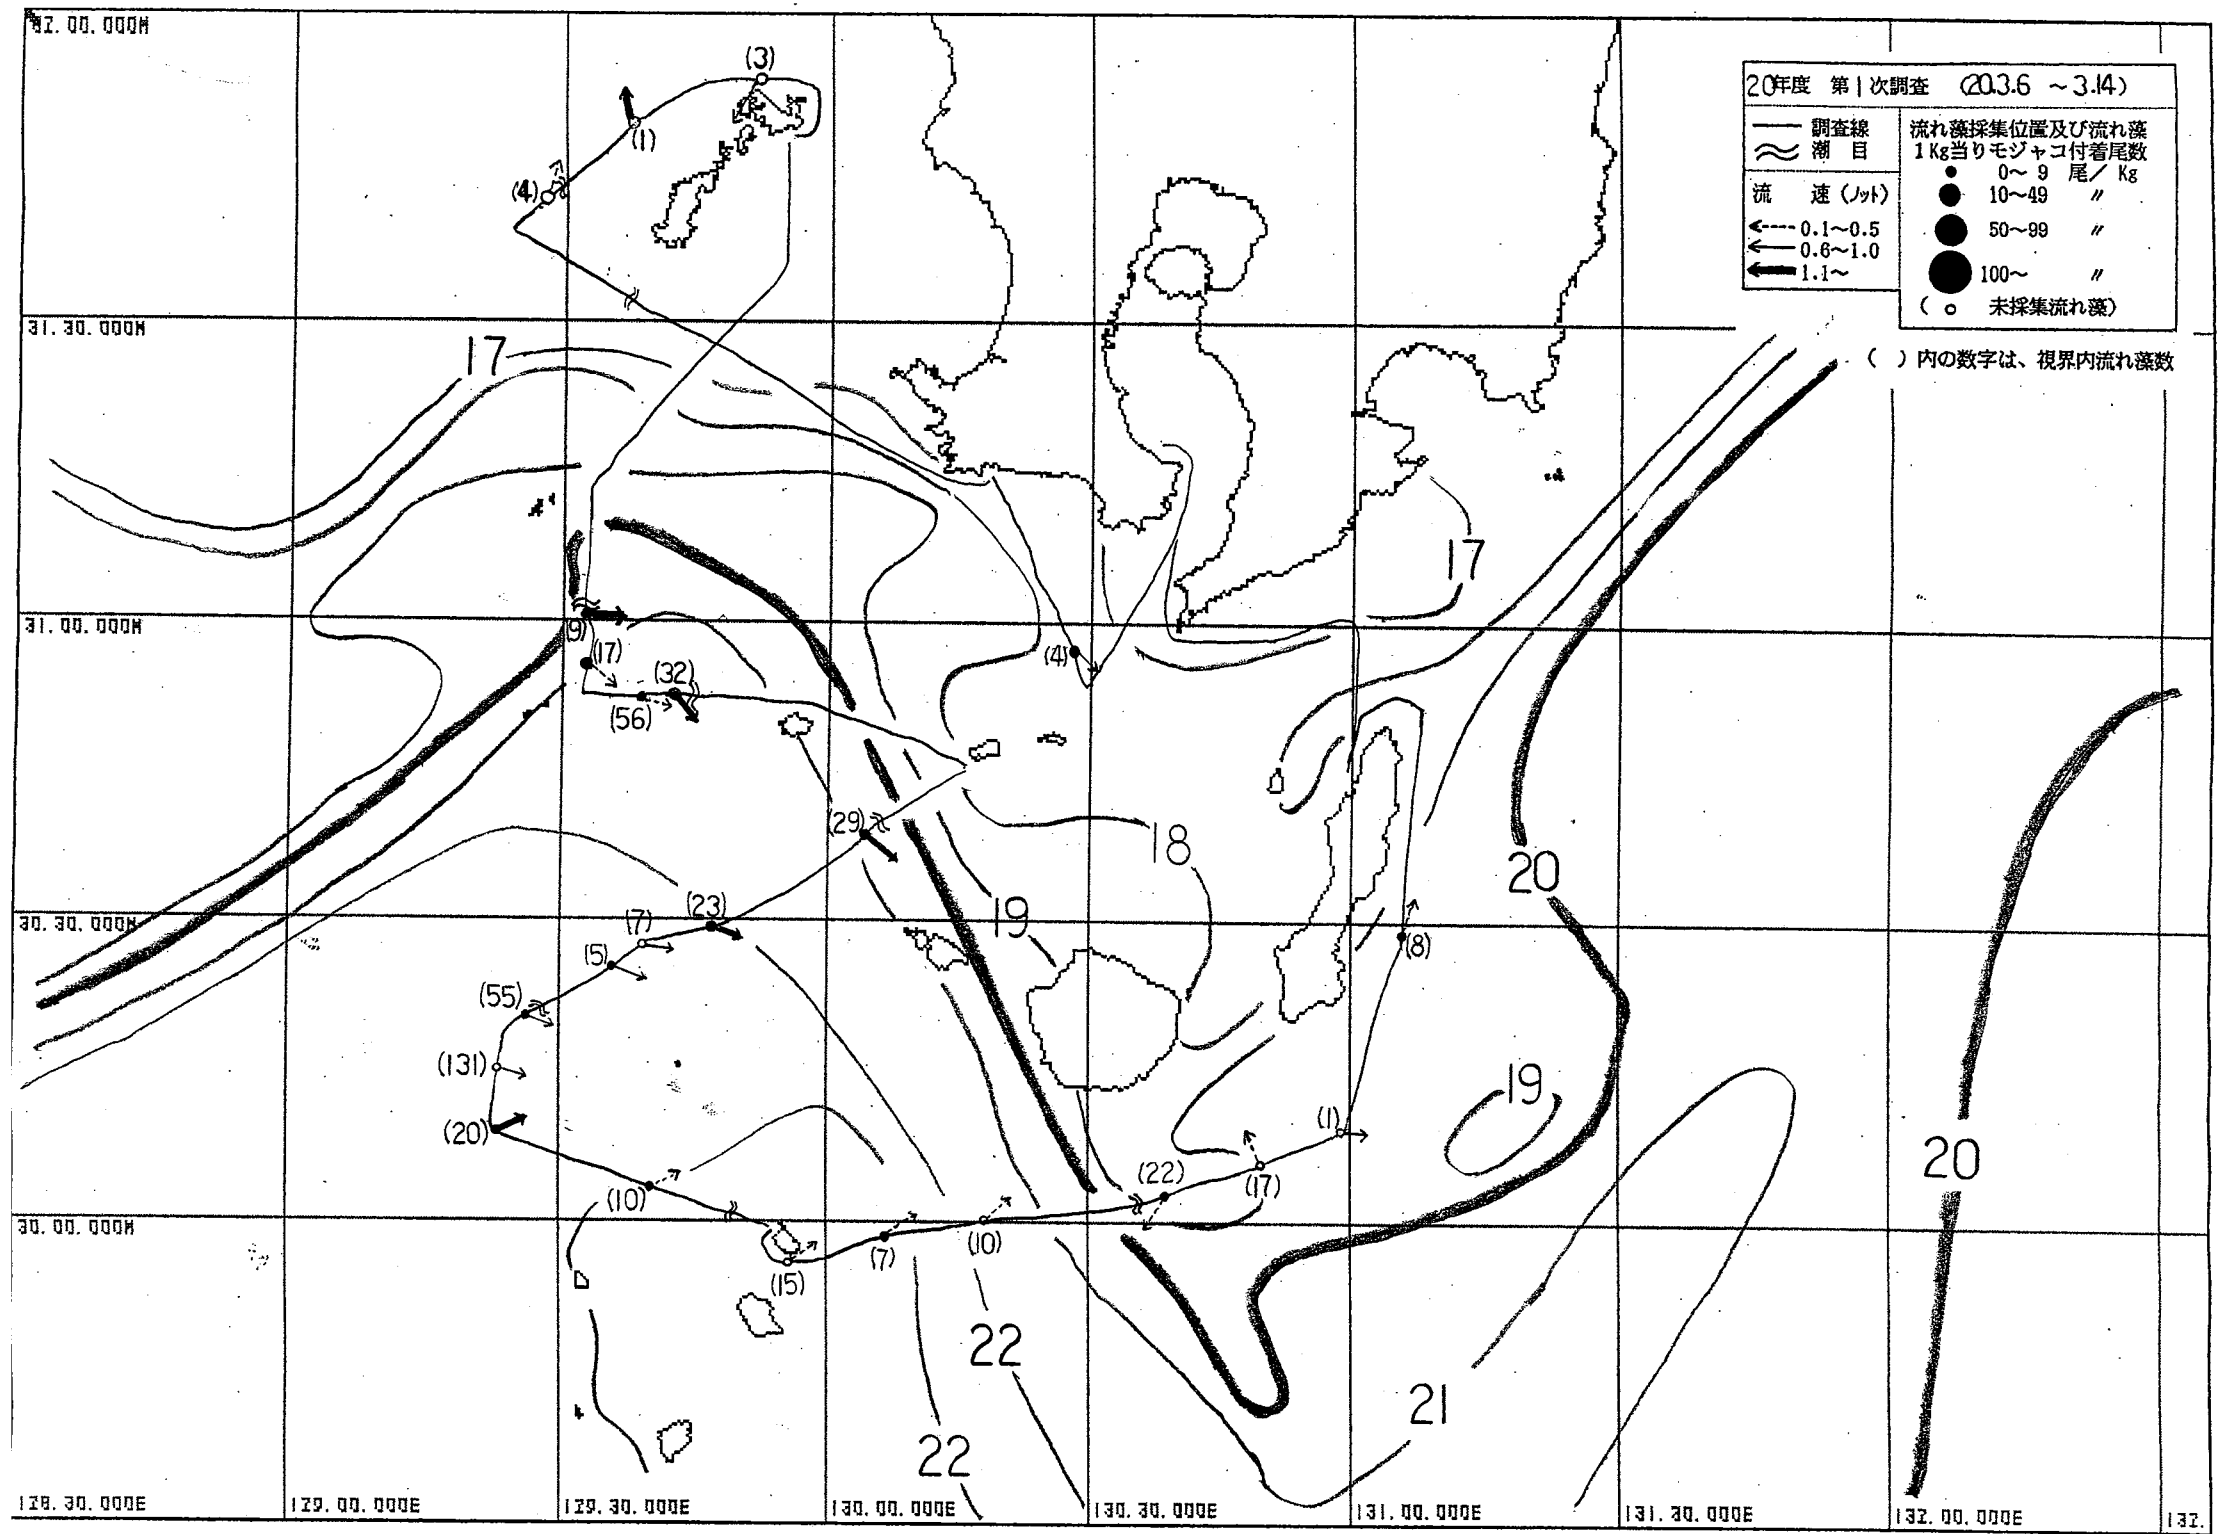 32.00.000N
(3)
20年度 第1次調査 (20.3.6 ~3.14)
調査線
潮 目
流 速(ノット)
0.1~0.5
0.6~1.0
1.1~
流れ藻採集位置及び流れ藻
1Kg当りモジャコ付着尾数
0~ 9 尾/ Kg
10~49 〃
50~99 〃
100~ 〃
( ○ 未採集流れ藻)
( )内の数字は、視界内流れ藻数
(1)
(4)
31.30.000N
17
17
31.00.000N
(9)
(17)
(32)
(56)
(4)
(29)
18
20
30.30.000N
(7)
(23)
19
(5)
(8)
(55)
(131)
19
(20)
(1)
20
(10)
(22)
(17)
30.00.000N
(7)
(10)
(15)
22
21
22
128.30.000E
129.00.000E
129.30.000E
130.00.000E
130.30.000E
131.00.000E
131.30.000E
132.00.000E
132.